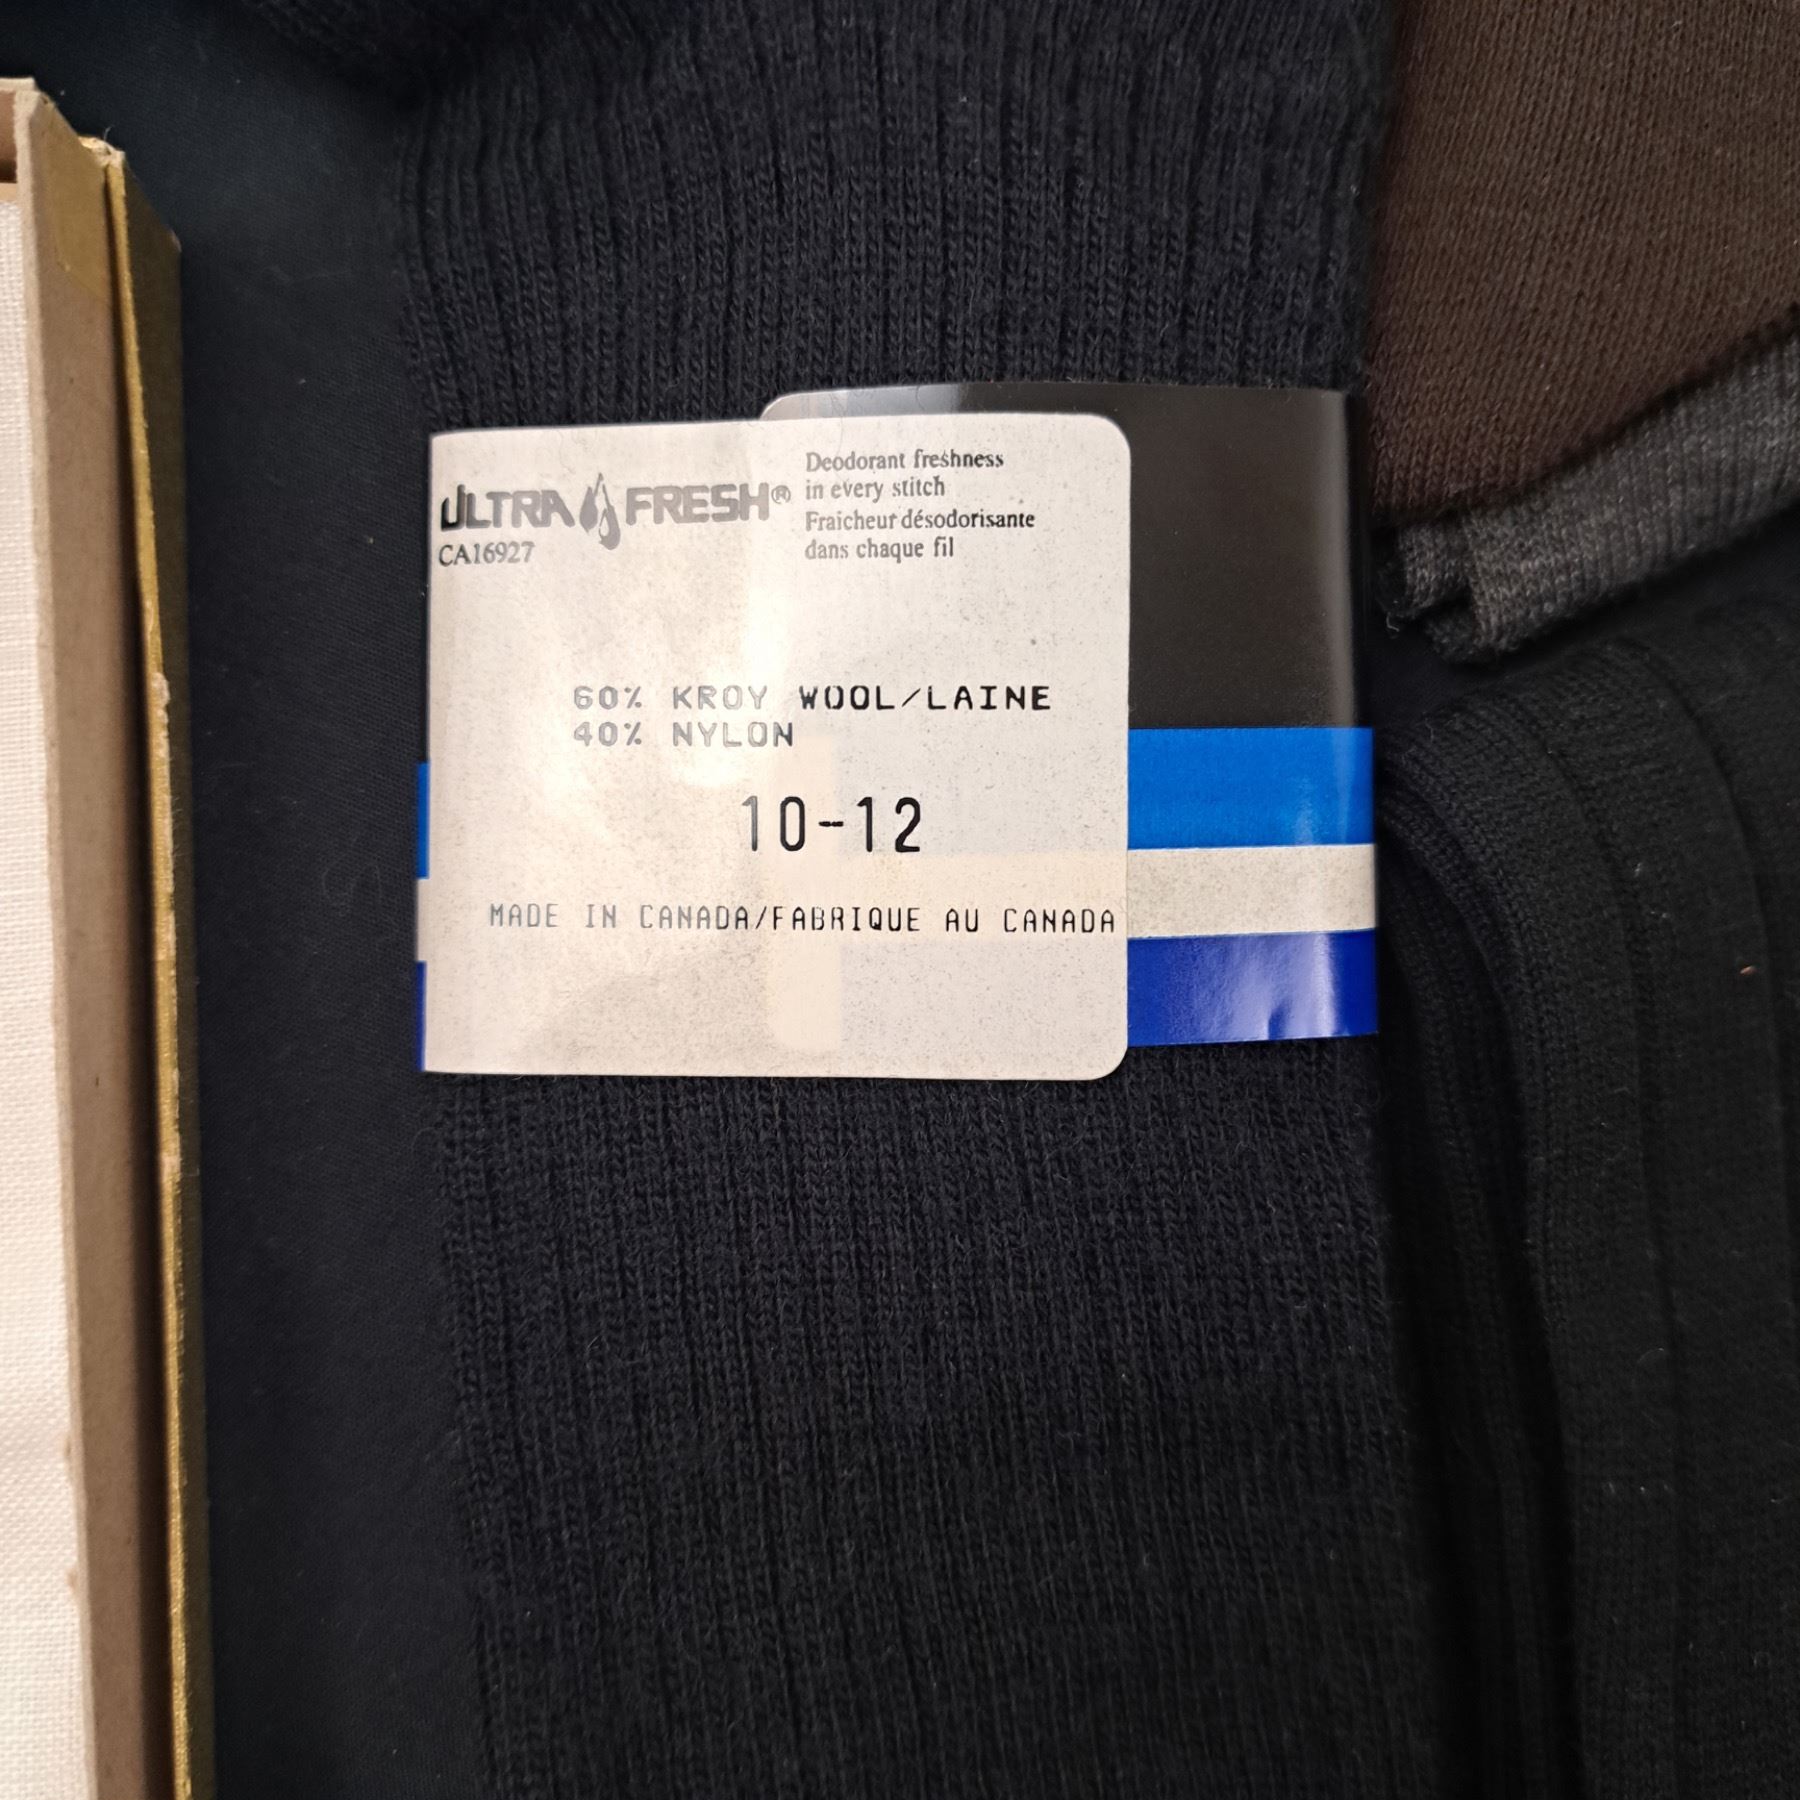 ULTRA FRESH®
CA16927
Deodorant freshness
in every stitch
Fraîcheur désodorisante
dans chaque fil
60% KROY WOOL/LAINE
40% NYLON
10-12
MADE IN CANADA/FABRIQUE AU CANADA